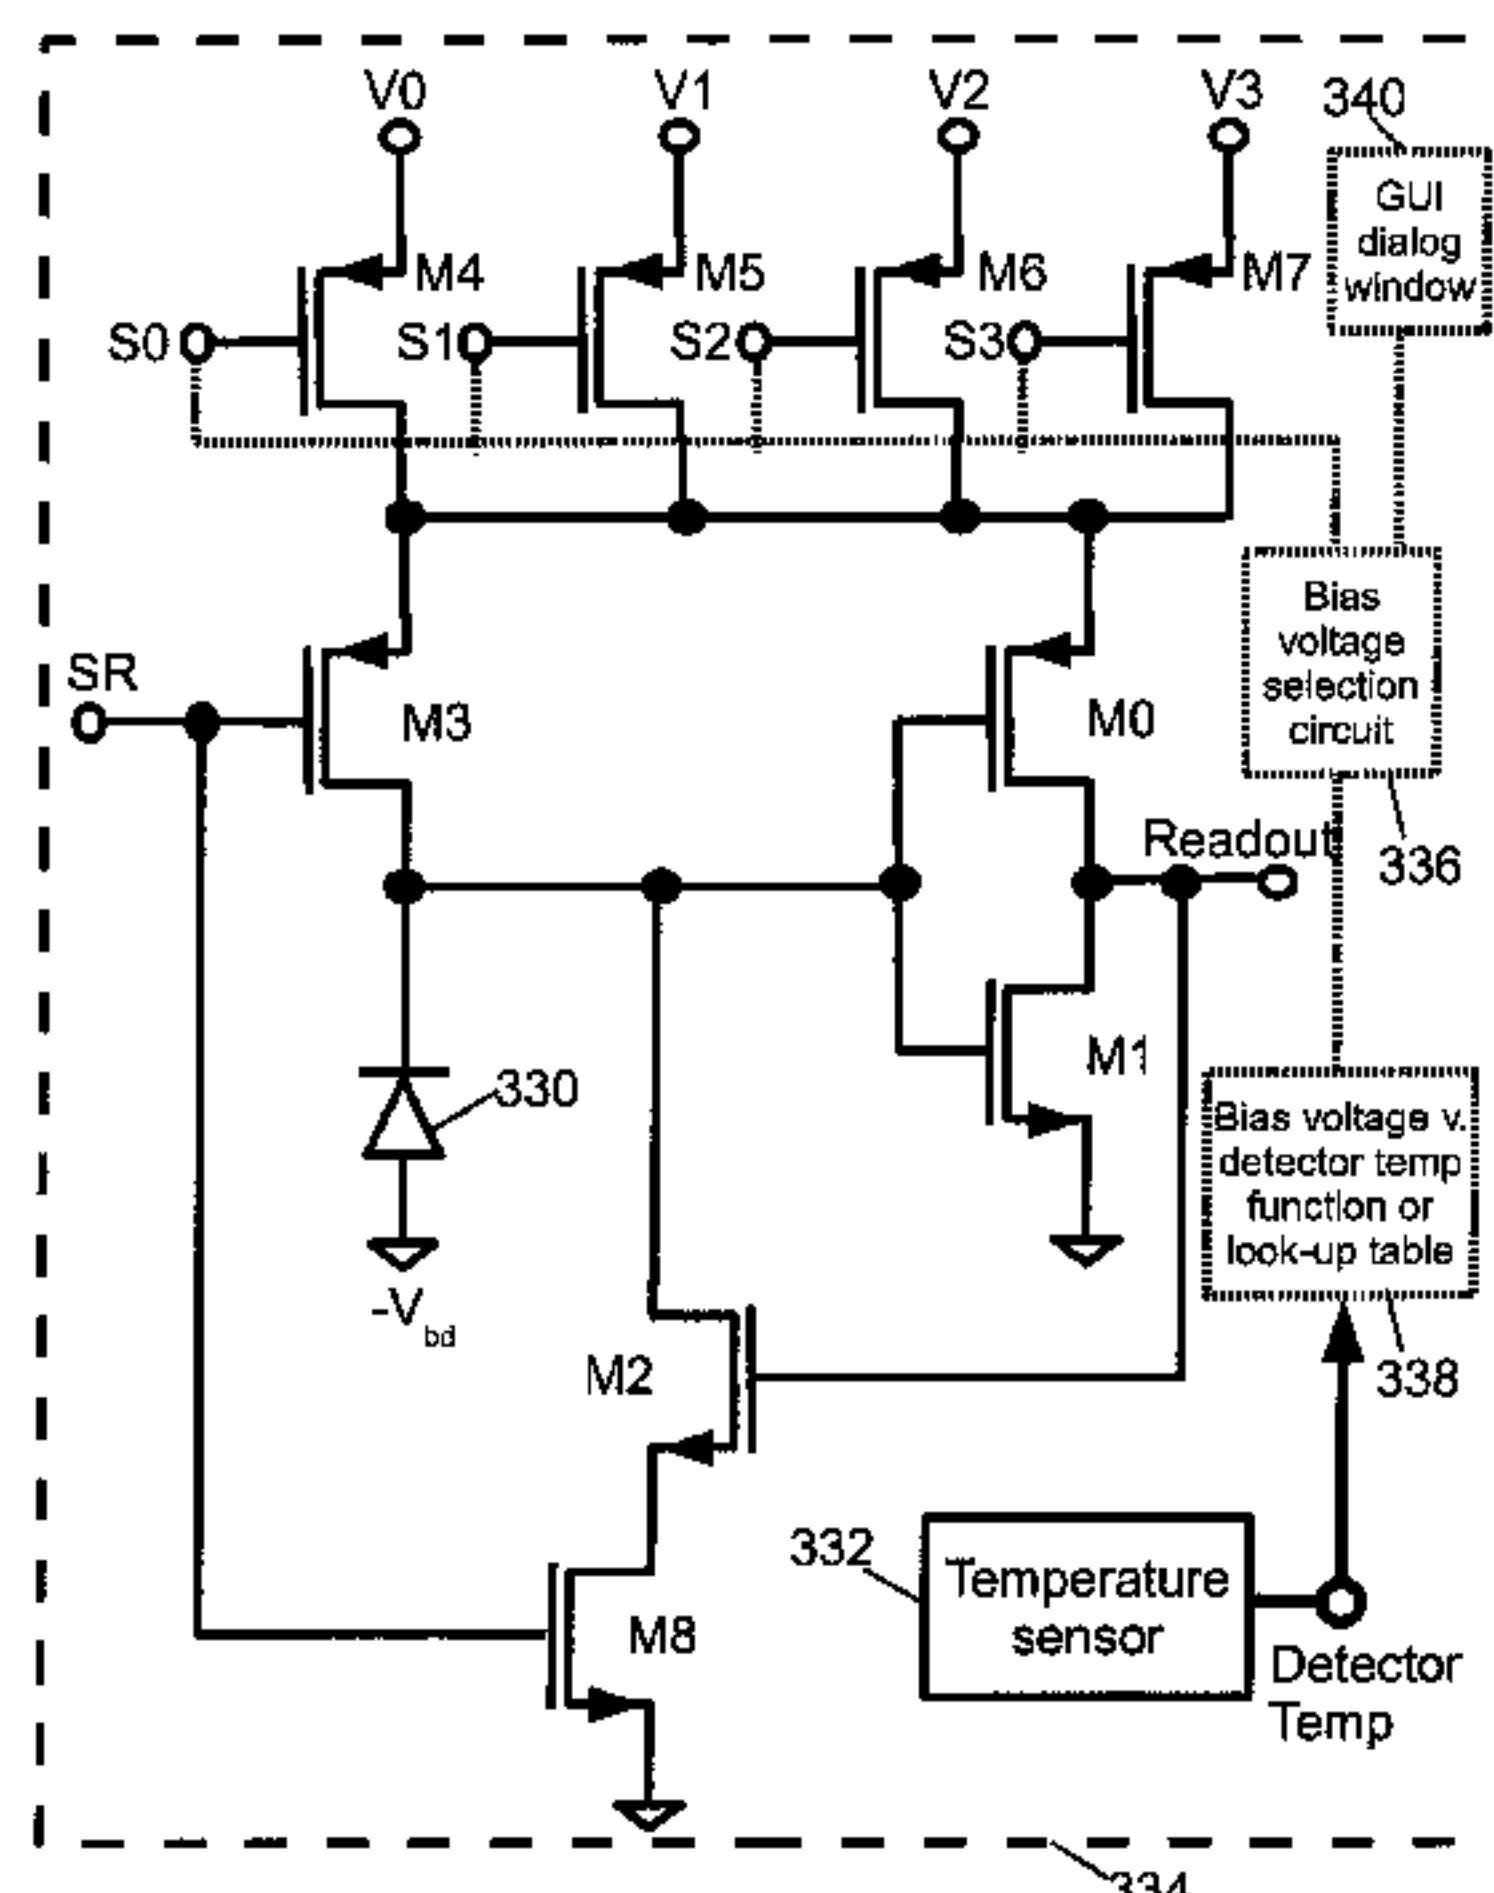 V0 V1 V2 V3
340
GUI
dialog
window
M4 M5 M6 M7
S0 S1 S2 S3
Bias
voltage
selection
circuit
336
SR
M3
M0
Readout
M1
330
-Vbd
Bias voltage v.
detector temp
function or
look-up table
338
M2
332
Temperature
sensor
Detector
Temp
M8
334